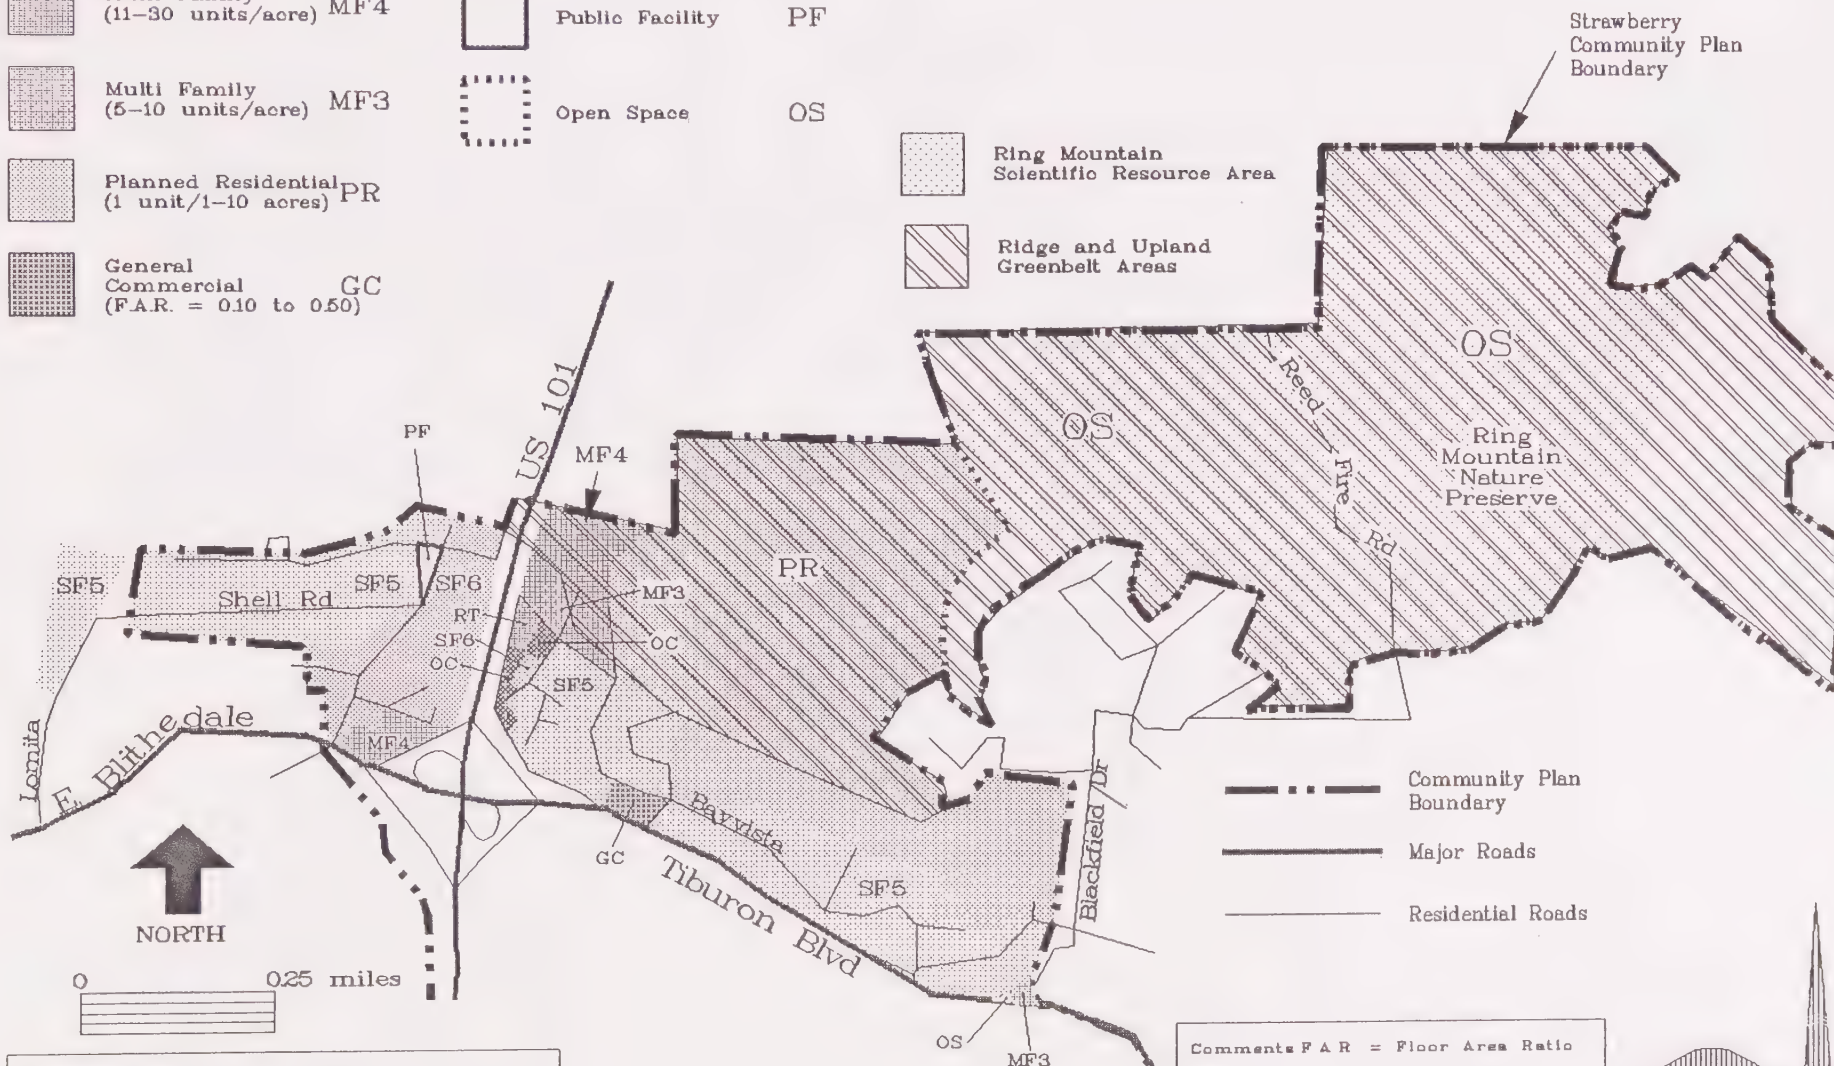 (11-30 units/acre) MF4
Multi Family
(5-10 units/acre) MF3
Planned Residential
(1 unit/1-10 acres) PR
General
Commercial GC
(F.A.R. = 0.10 to 0.50)
Public Facility PF
Open Space OS
Ring Mountain
Scientific Resource Area
Ridge and Upland
Greenbelt Areas
Strawberry
Community Plan
Boundary
US 101
PF
MF4
OS
OS
Reed
Fire
Rd
Ring
Mountain
Nature
Preserve
PR
SF5
Shell Rd
SF5
SF6
RT
SF6
OC
MF3
OC
SF5
MF4
Lomita
E. Blithedale
GC
Bayvista
Tiburon Blvd
SF5
Blackfield Dr
OS
MF3
NORTH
0 0.25 miles
Community Plan
Boundary
Major Roads
Residential Roads
Comments F A R = Floor Area Ratio